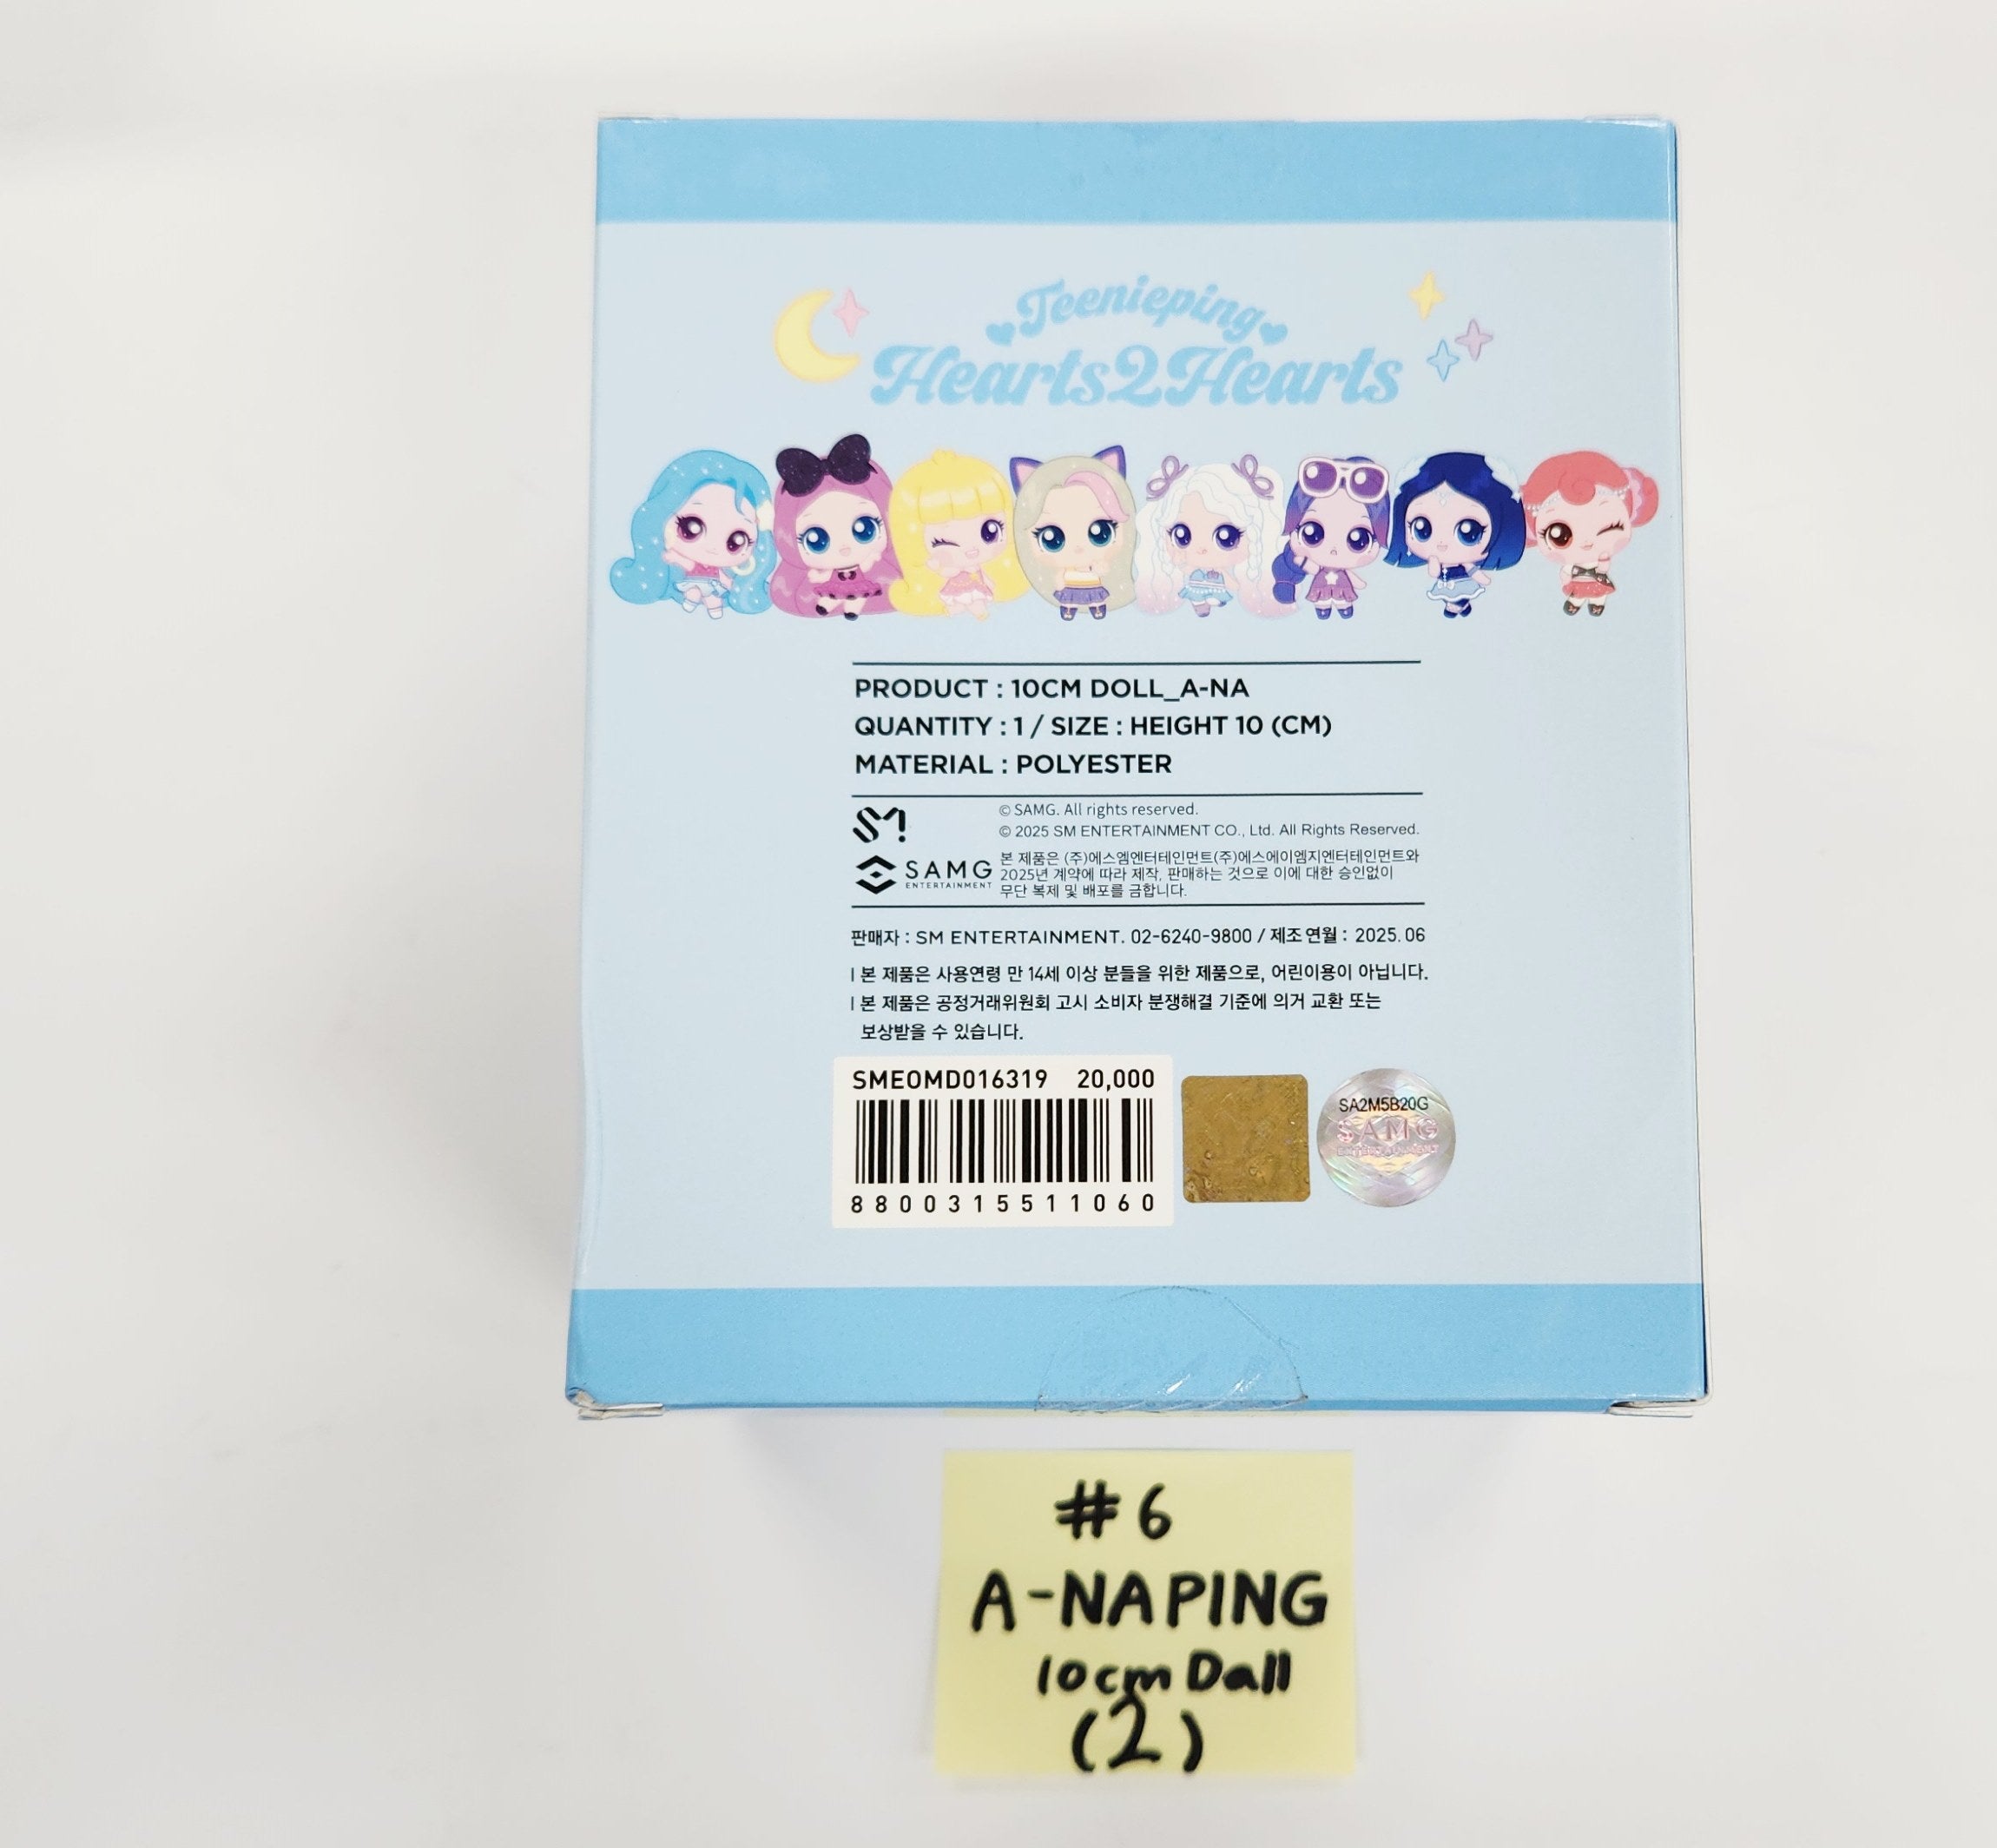 Teenieping
Hearts2Hearts
PRODUCT : 10CM DOLL_A-NA
QUANTITY : 1 / SIZE : HEIGHT 10 (CM)
MATERIAL : POLYESTER
SM
© SAMG. All rights reserved.
© 2025 SM ENTERTAINMENT CO., Ltd. All Rights Reserved.
SAMG
ENTERTAINMENT
본 제품은 (주)에스엠엔터테인먼트(주)에스에이엠지엔터테인먼트와
2025년 계약에 따라 제작, 판매하는 것으로 이에 대한 승인없이
무단 복제 및 배포를 금합니다.
판매자 : SM ENTERTAINMENT. 02-6240-9800 / 제조연월 : 2025.06
l 본 제품은 사용연령 만 14세 이상 분들을 위한 제품으로, 어린이용이 아닙니다.
l 본 제품은 공정거래위원회 고시 소비자 분쟁해결 기준에 의거 교환 또는
보상받을 수 있습니다.
SMEOMD016319 20,000
8800315511060
SA2M5B20G
SAMG
#6
A-NAPING
10cm Dall
(2)